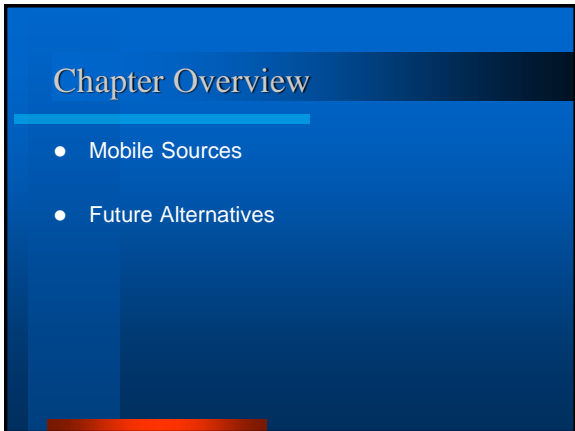 Chapter Overview
● Mobile Sources
● Future Alternatives